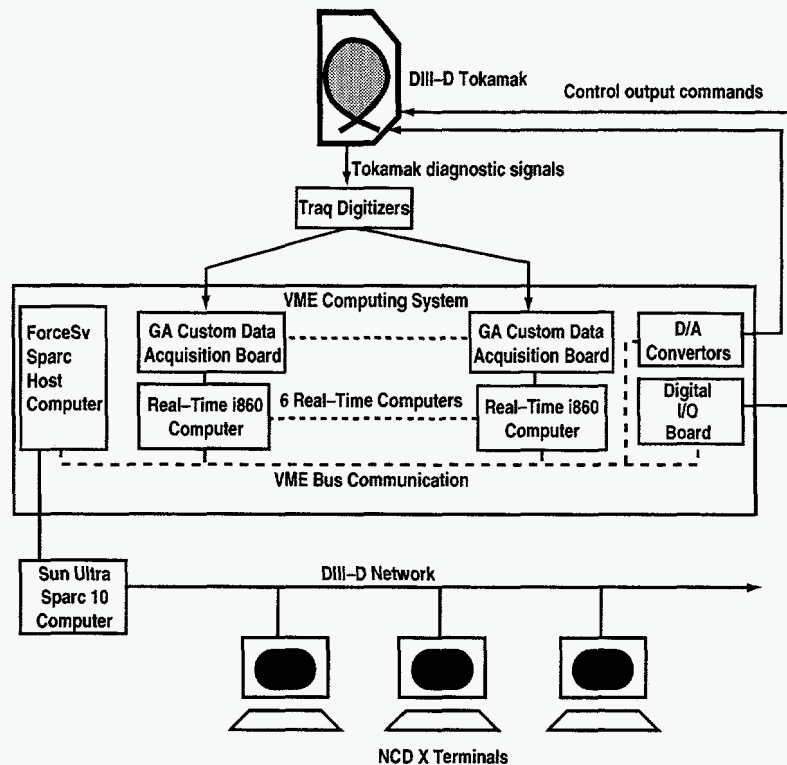 DIII–D Tokamak
Control output commands
Tokamak diagnostic signals
Traq Digitizers
VME Computing System
ForceSv
Sparc
Host
Computer
GA Custom Data
Acquisition Board
GA Custom Data
Acquisition Board
D/A
Convertors
Real–Time i860
Computer
6 Real–Time Computers
Real–Time i860
Computer
Digital
I/O
Board
VME Bus Communication
Sun Ultra
Sparc 10
Computer
DIII–D Network
NCD X Terminals